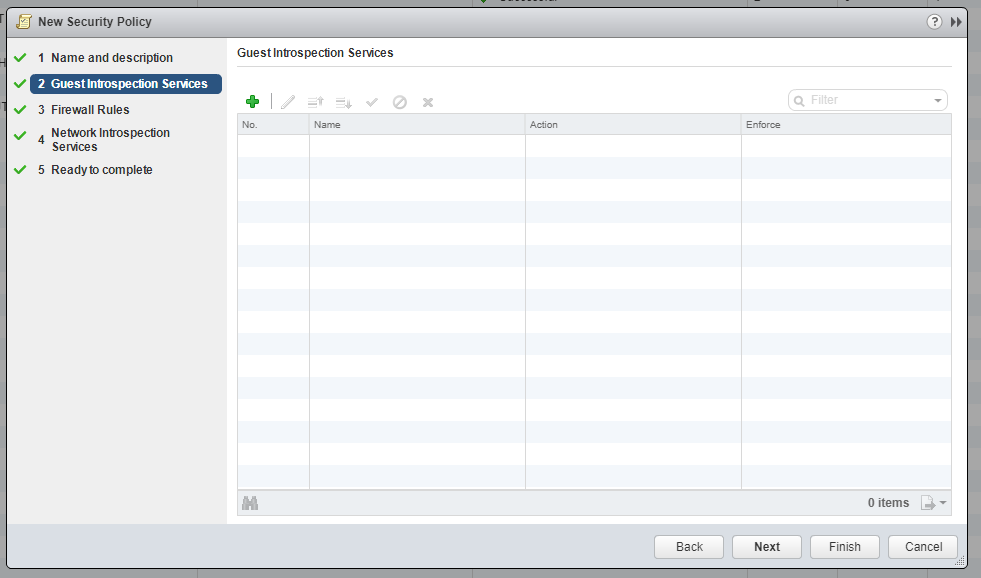 New Security Policy
?
1 Name and description
2 Guest Introspection Services
3 Firewall Rules
4 Network Introspection
Services
5 Ready to complete
Guest Introspection Services
Filter
No. Name Action Enforce
0 items
Back Next Finish Cancel